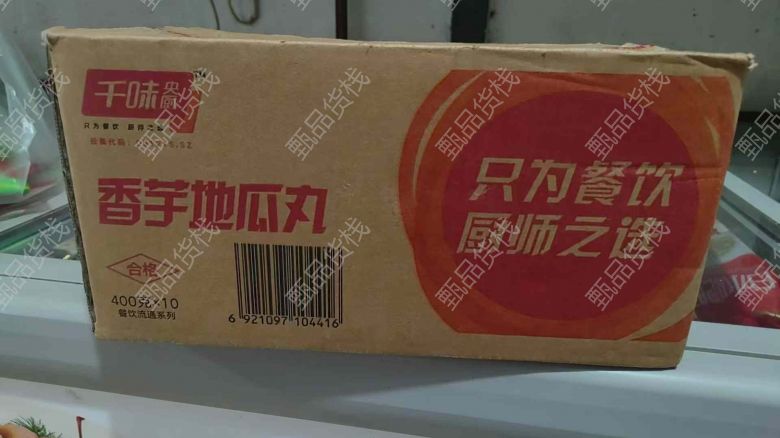 千味央厨
只为餐饮 厨师之选
香芋地瓜丸
合格
400克×10
餐饮流通系列
6 921097 104416
只为餐饮
厨师之选
甄品货栈